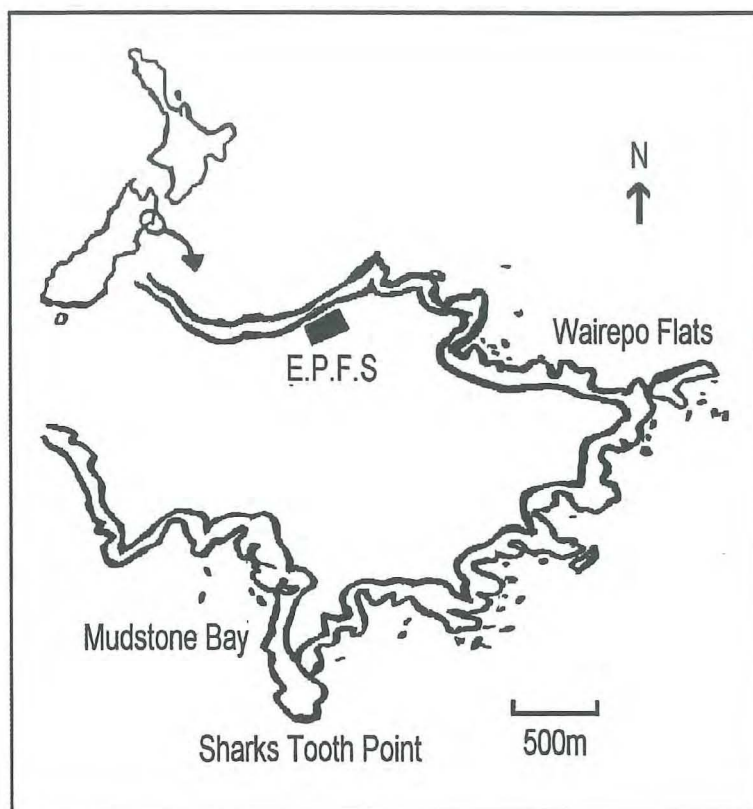 N
Wairepo Flats
E.P.F.S
Mudstone Bay
Sharks Tooth Point
500m